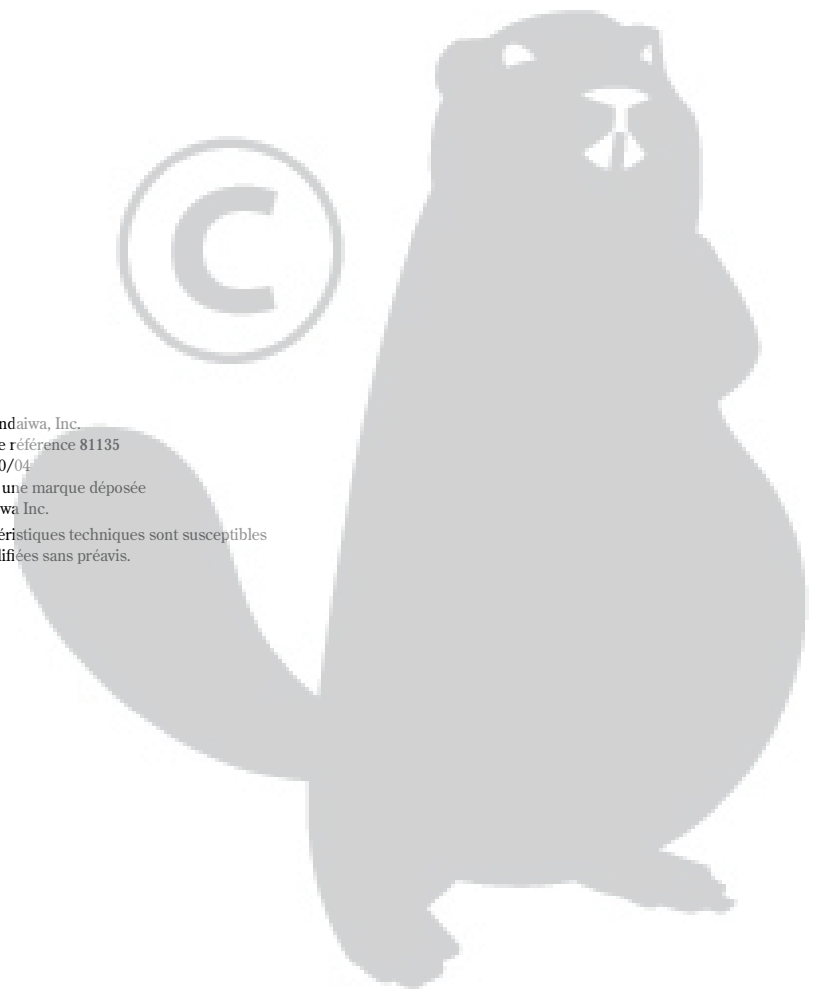 ©
ndaiwa, Inc.
e référence 81135
0/04
une marque déposée
wa Inc.
éristiques techniques sont susceptibles
lifiées sans préavis.